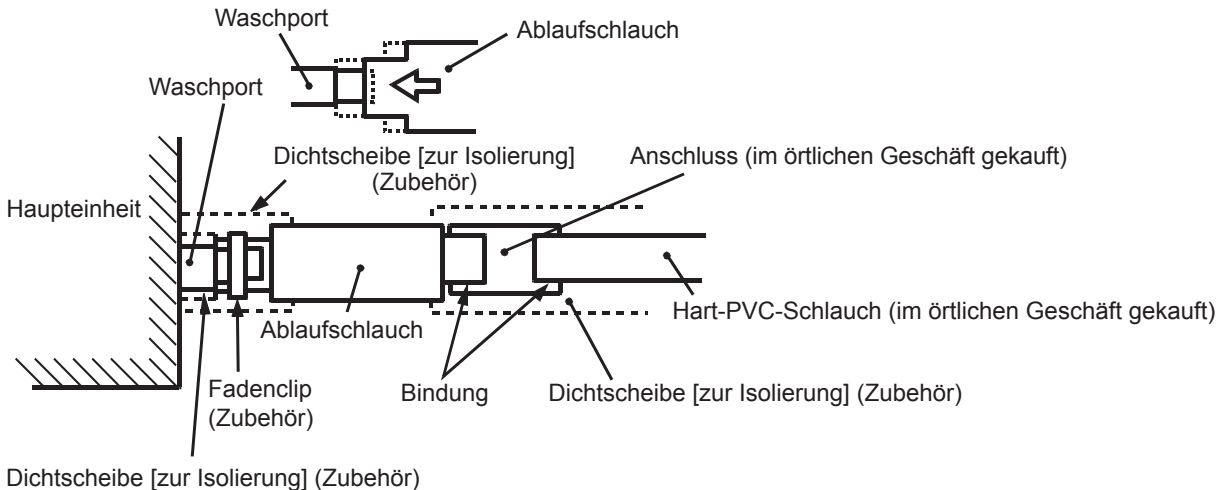 Waschport
Ablaufschlauch
Waschport
Dichtscheibe [zur Isolierung]
(Zubehör)
Anschluss (im örtlichen Geschäft gekauft)
Haupteinheit
Ablaufschlauch
Hart-PVC-Schlauch (im örtlichen Geschäft gekauft)
Fadenclip
(Zubehör)
Bindung
Dichtscheibe [zur Isolierung] (Zubehör)
Dichtscheibe [zur Isolierung] (Zubehör)